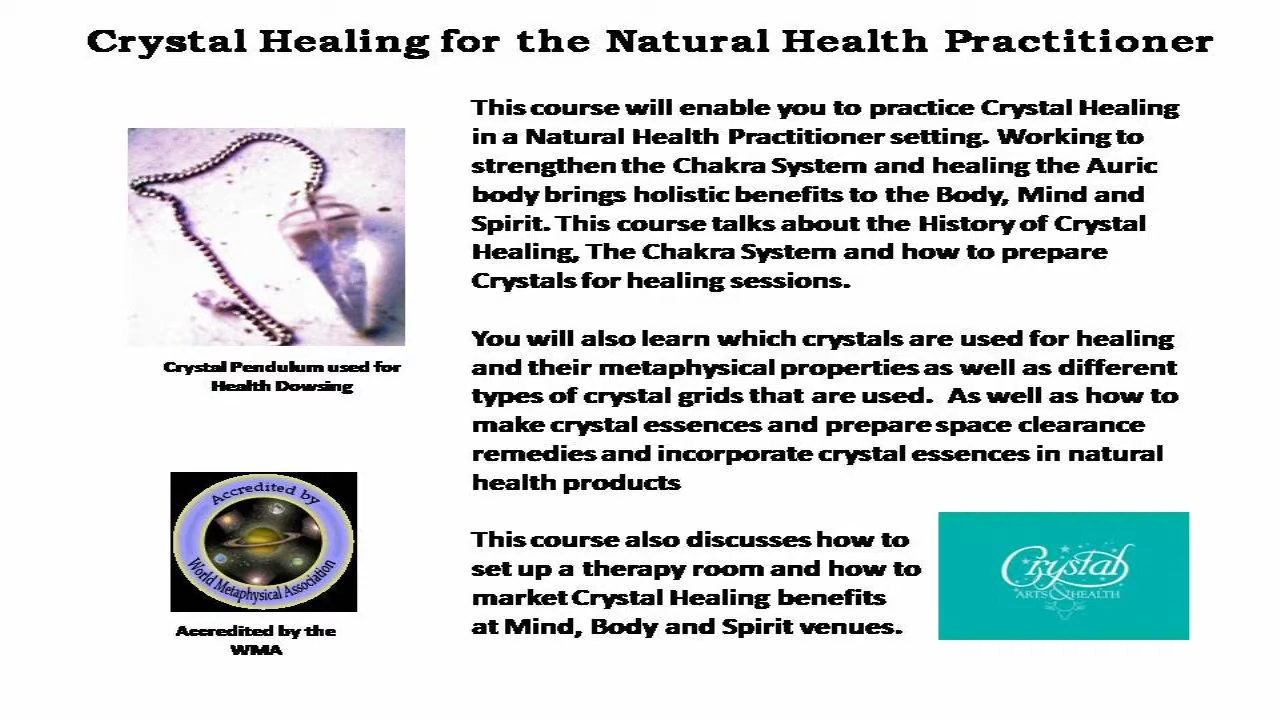 Crystal Healing for the Natural Health Practitioner
This course will enable you to practice Crystal Healing
in a Natural Health Practitioner setting. Working to
strengthen the Chakra System and healing the Auric
body brings holistic benefits to the Body, Mind and
Spirit. This course talks about the History of Crystal
Healing, The Chakra System and how to prepare
Crystals for healing sessions.
Crystal Pendulum used for
Health Dowsing
You will also learn which crystals are used for healing
and their metaphysical properties as well as different
types of crystal grids that are used.  As well as how to
make crystal essences and prepare space clearance
remedies and incorporate crystal essences in natural
health products
Accredited by
World Metaphysical Association
Accredited by the
WMA
This course also discusses how to
set up a therapy room and how to
market Crystal Healing benefits
at Mind, Body and Spirit venues.
Crystal
ARTS & HEALTH